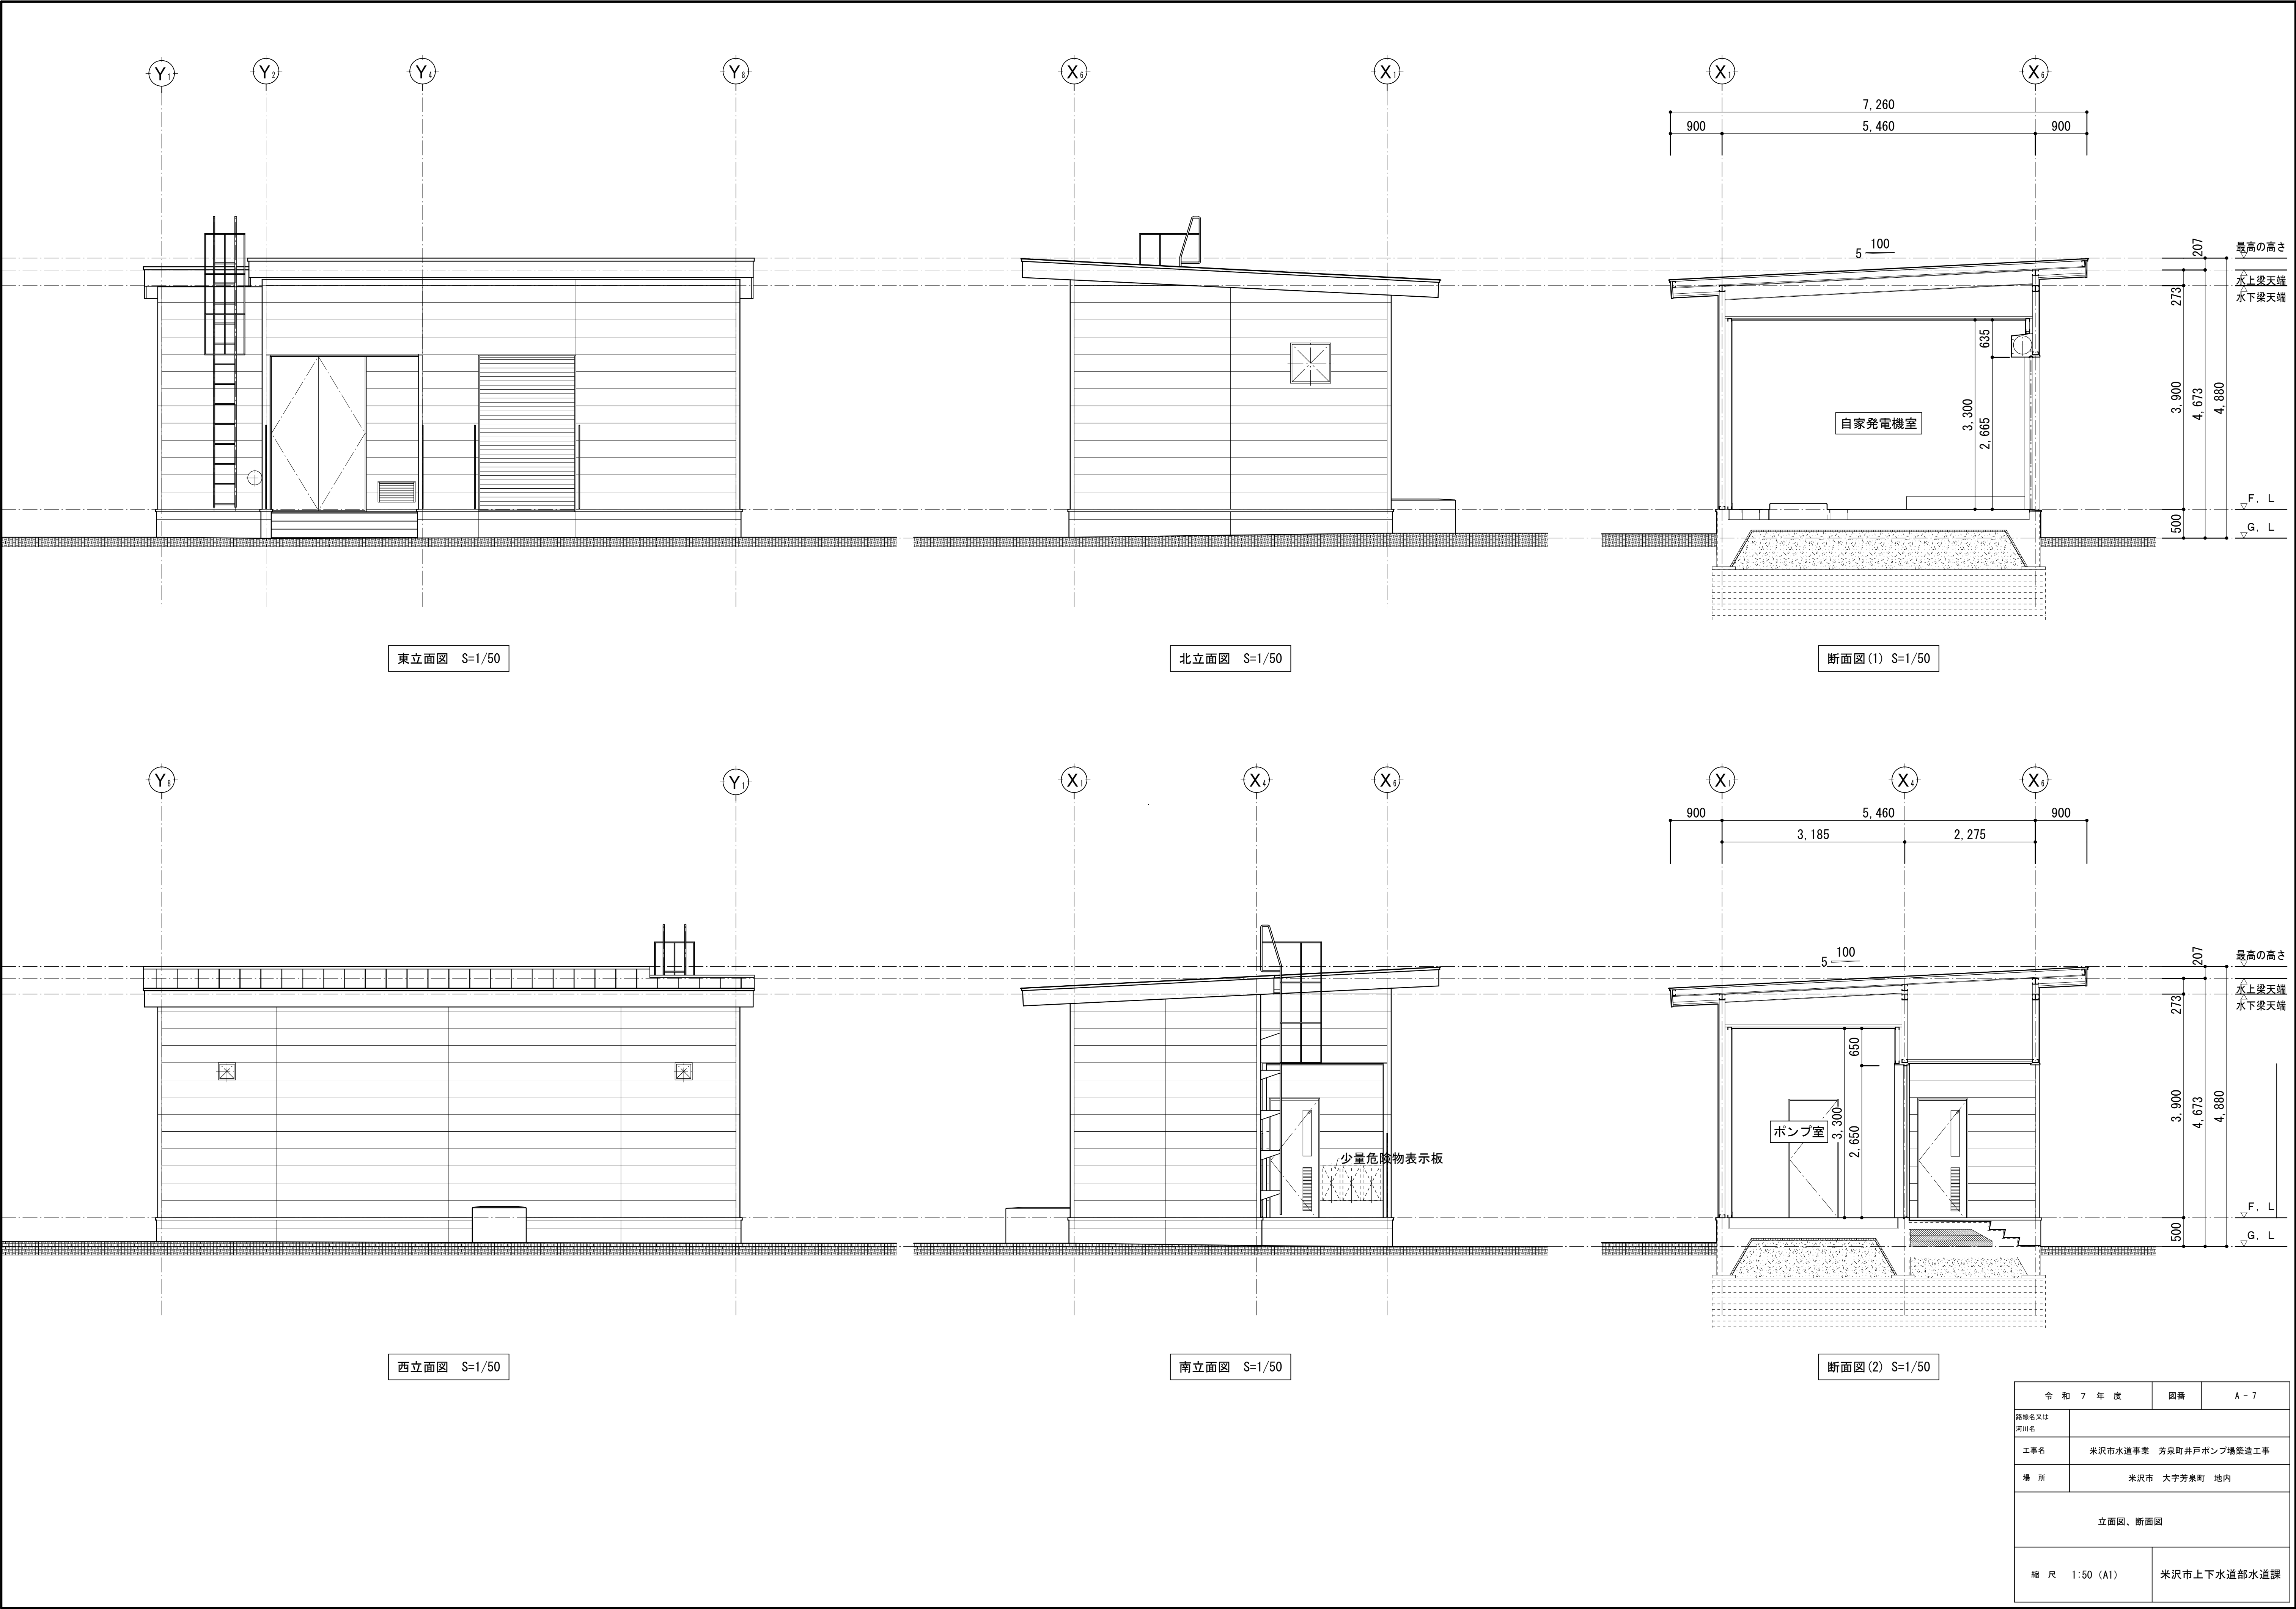 Y1
Y2
Y4
Y8
X6
X1
X1
X6
7,260
900
5,460
900
100
5
207
最高の高さ
水上梁天端
水下梁天端
273
635
自家発電機室
3,300
2,665
3,900
4,673
4,880
F．L
500
G．L
東立面図　S=1/50
北立面図　S=1/50
断面図(1) S=1/50
Y8
Y1
X1
X4
X6
X1
X4
X6
900
5,460
900
3,185
2,275
100
5
207
最高の高さ
水上梁天端
水下梁天端
273
650
ポンプ室
3,300
2,650
3,900
4,673
4,880
少量危険物表示板
F．L
500
G．L
西立面図　S=1/50
南立面図　S=1/50
断面図(2) S=1/50
令和７年度
図番
A－7
路線名又は
河川名
工事名
米沢市水道事業　芳泉町井戸ポンプ場築造工事
場所
米沢市　大字芳泉町　地内
立面図、断面図
縮尺
1:50 (A1)
米沢市上下水道部水道課